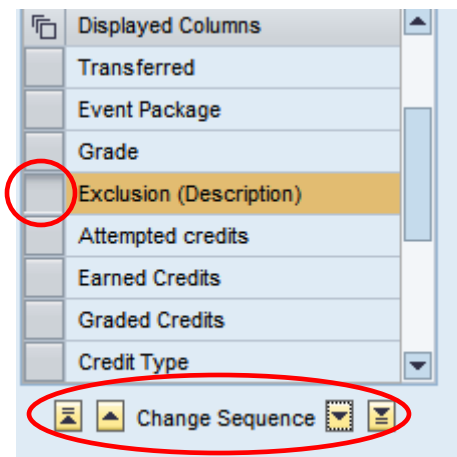 Displayed Columns
Transferred
Event Package
Grade
Exclusion (Description)
Attempted credits
Earned Credits
Graded Credits
Credit Type
Change Sequence